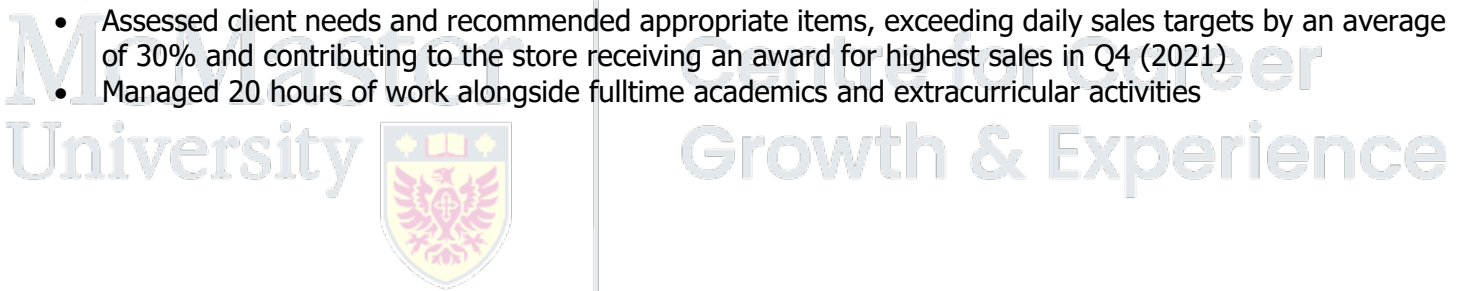 • Assessed client needs and recommended appropriate items, exceeding daily sales targets by an average
of 30% and contributing to the store receiving an award for highest sales in Q4 (2021)
• Managed 20 hours of work alongside fulltime academics and extracurricular activities
McMaster
University
Centre for Career
Growth & Experience